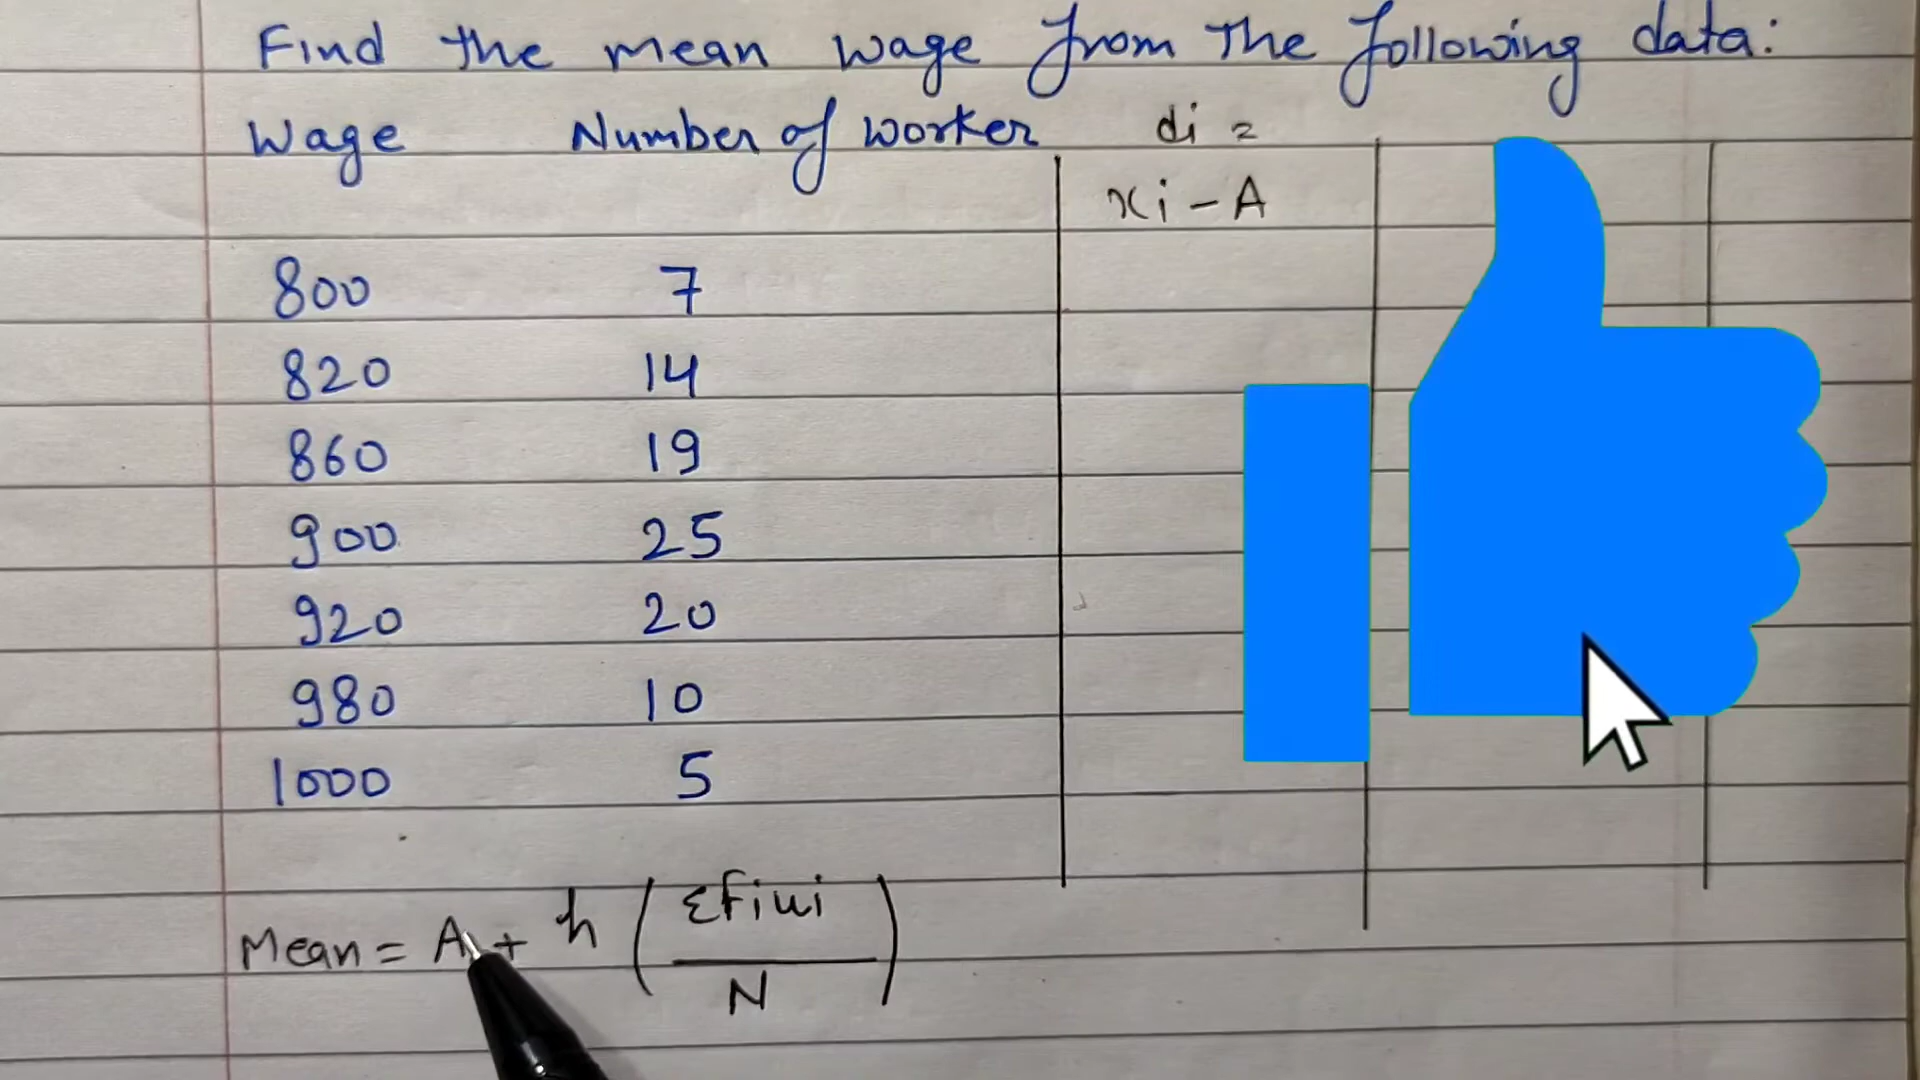 Find the mean wage from the following data:
Wage Number of worker di =
xi - A
800 7
820 14
860 19
900 25
920 20
980 10
1000 5
Mean = A + h ( Σfiui / N )